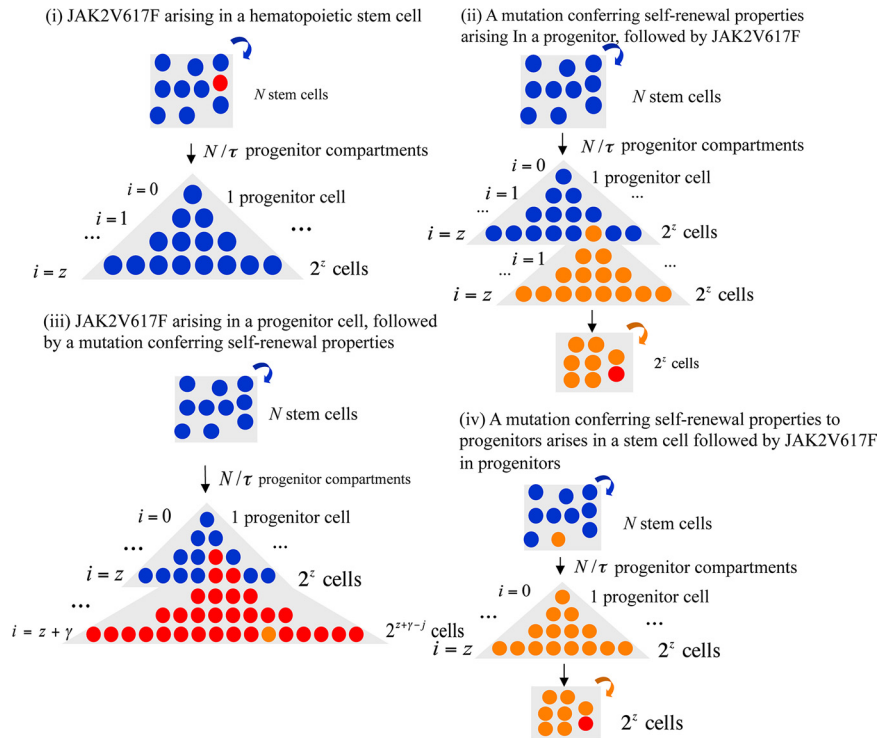 (i) JAK2V617F arising in a hematopoietic stem cell
N stem cells
N/τ progenitor compartments
i=0
1 progenitor cell
i=1
...
...
i=z
2^z cells
(ii) A mutation conferring self-renewal properties
arising In a progenitor, followed by JAK2V617F
N stem cells
N/τ progenitor compartments
i=0
1 progenitor cell
i=1
...
...
i=z
2^z cells
i=1
...
...
i=z
2^z cells
2^z cells
(iii) JAK2V617F arising in a progenitor cell, followed
by a mutation conferring self-renewal properties
N stem cells
N/τ progenitor compartments
i=0
1 progenitor cell
...
...
i=z
2^z cells
...
i=z+γ
2^{z+γ-j} cells
(iv) A mutation conferring self-renewal properties to
progenitors arises in a stem cell followed by JAK2V617F
in progenitors
N stem cells
N/τ progenitor compartments
i=0
1 progenitor cell
...
...
i=z
2^z cells
2^z cells